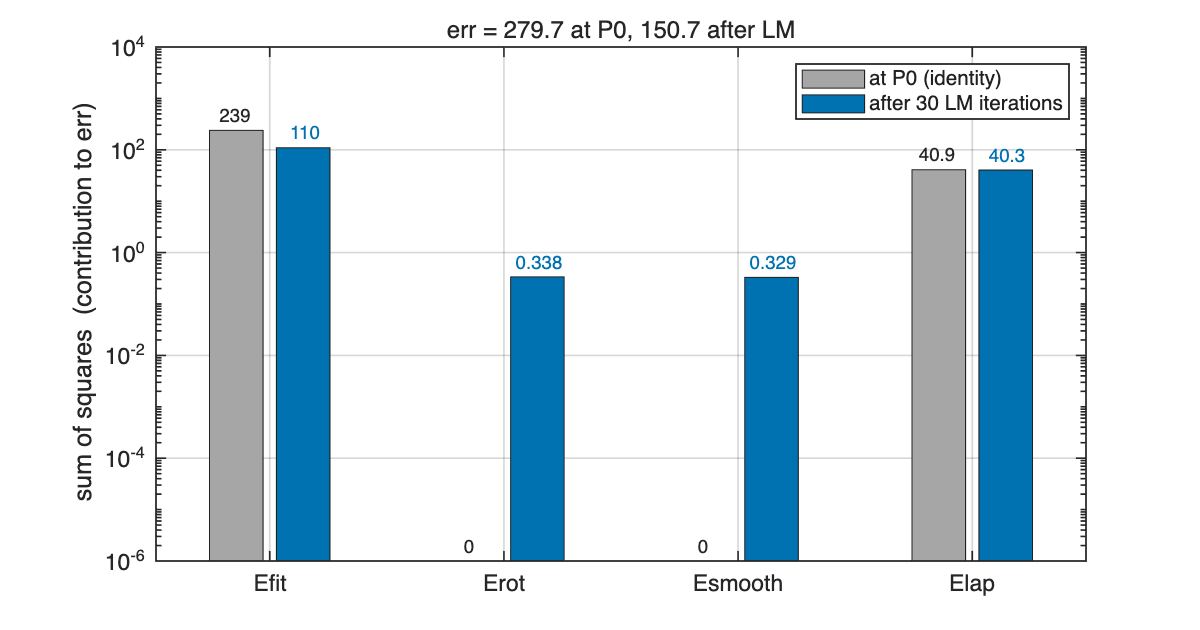 err = 279.7 at P0, 150.7 after LM
at P0 (identity)
after 30 LM iterations
sum of squares  (contribution to err)
10^4
10^2
10^0
10^-2
10^-4
10^-6
239
110
0
0.338
0
0.329
40.9
40.3
Efit
Erot
Esmooth
Elap